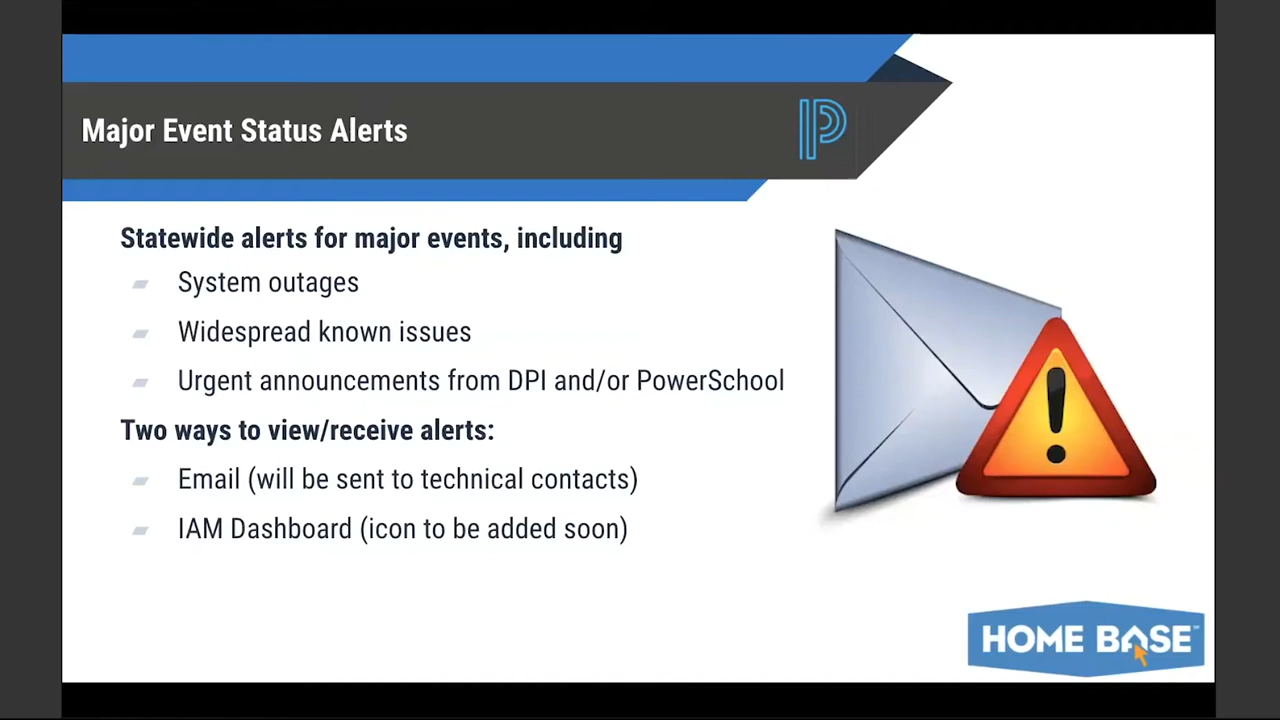 Major Event Status Alerts
Statewide alerts for major events, including
System outages
Widespread known issues
Urgent announcements from DPI and/or PowerSchool
Two ways to view/receive alerts:
Email (will be sent to technical contacts)
IAM Dashboard (icon to be added soon)
HOME BASE